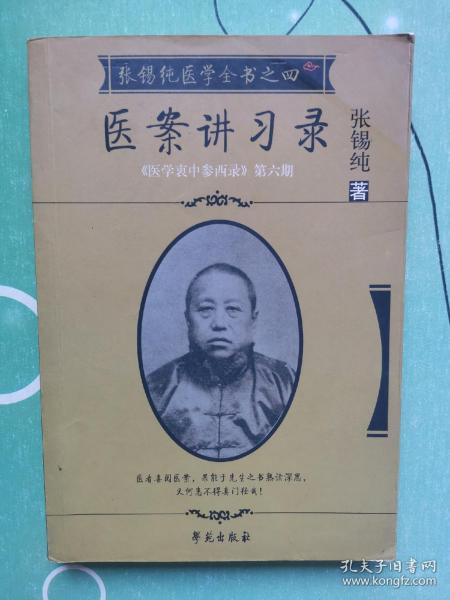 张锡纯医学全书之四
医案讲习录
张锡纯
著
《医学衷中参西录》第六期
医者喜阅医案，果能于先生之书熟读深思，
又何患不得其门径哉！
学苑出版社
孔夫子旧书网
www.kongfz.com